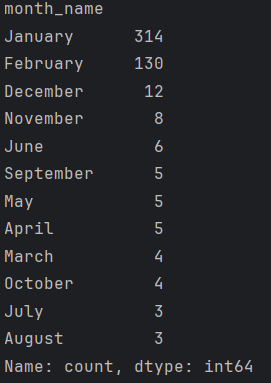 month_name
January      314
February     130
December      12
November       8
June           6
September      5
May            5
April          5
March          4
October        4
July           3
August         3
Name: count, dtype: int64